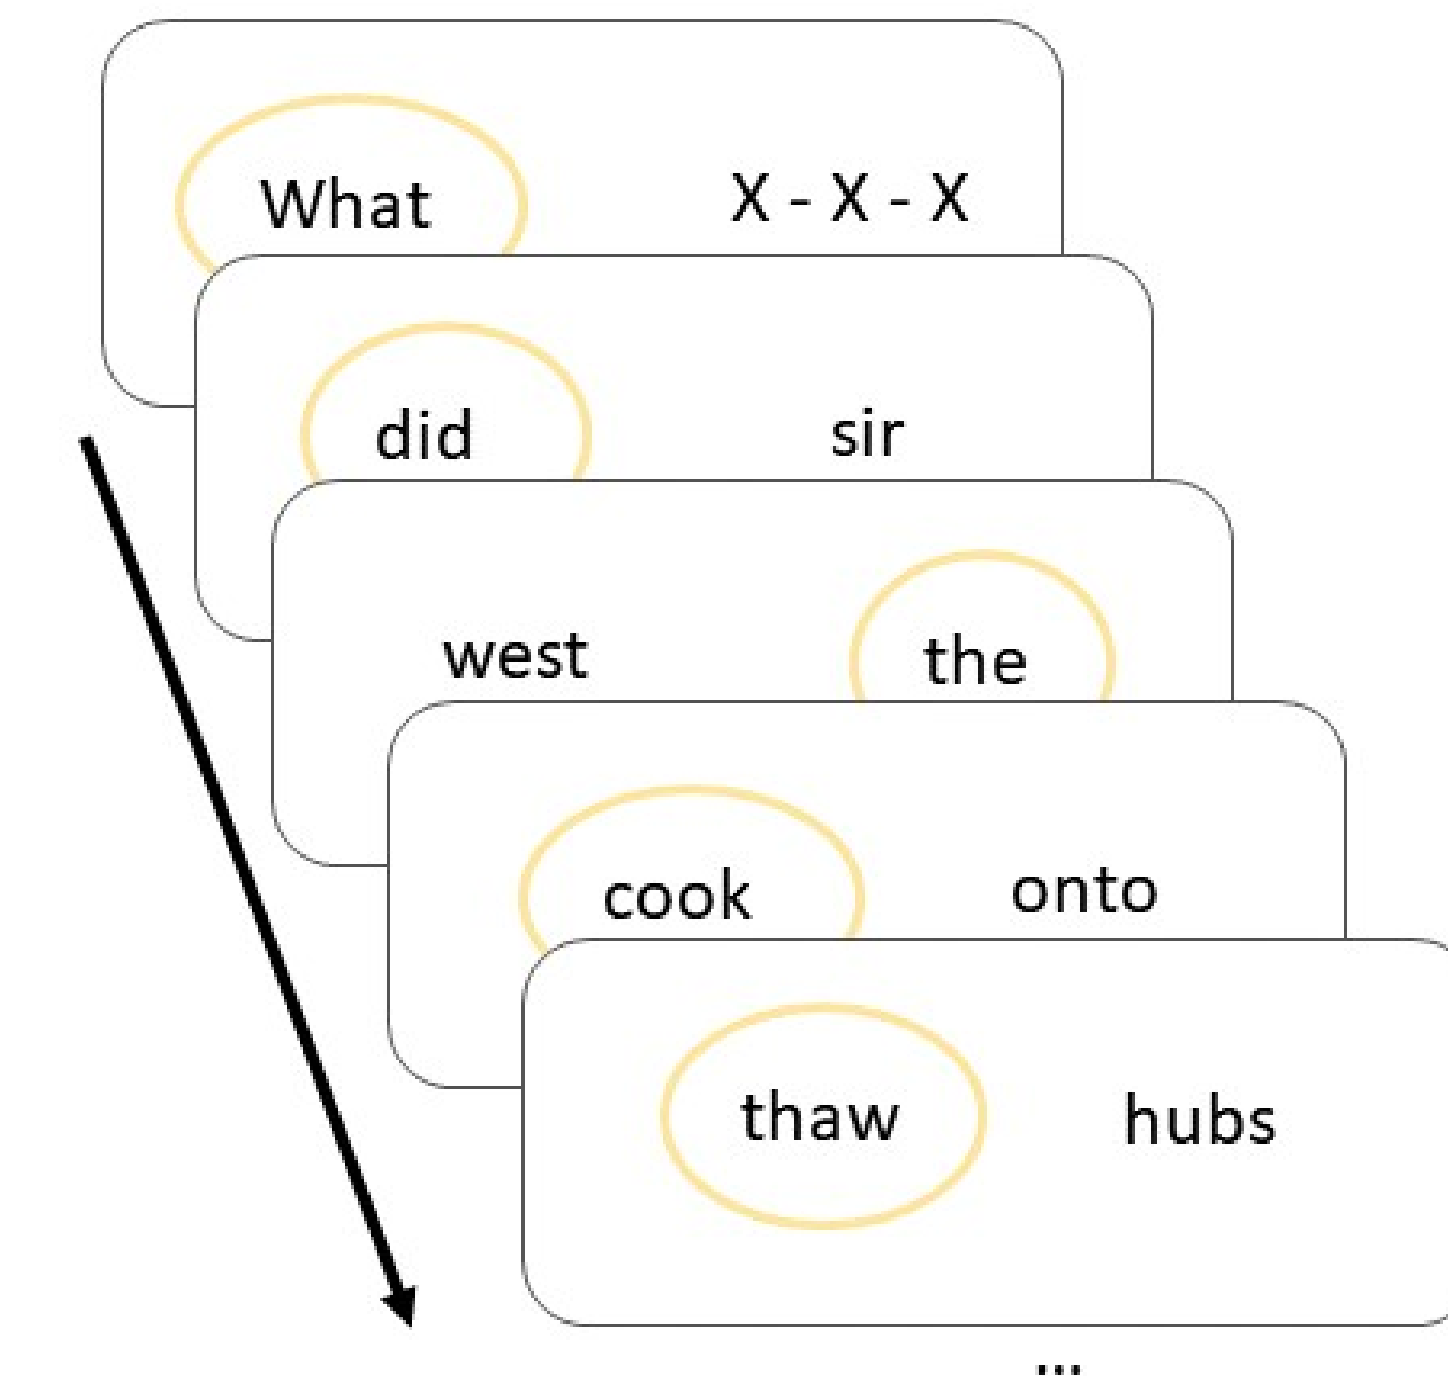 What X - X - X
did sir
west the
cook onto
thaw hubs
...